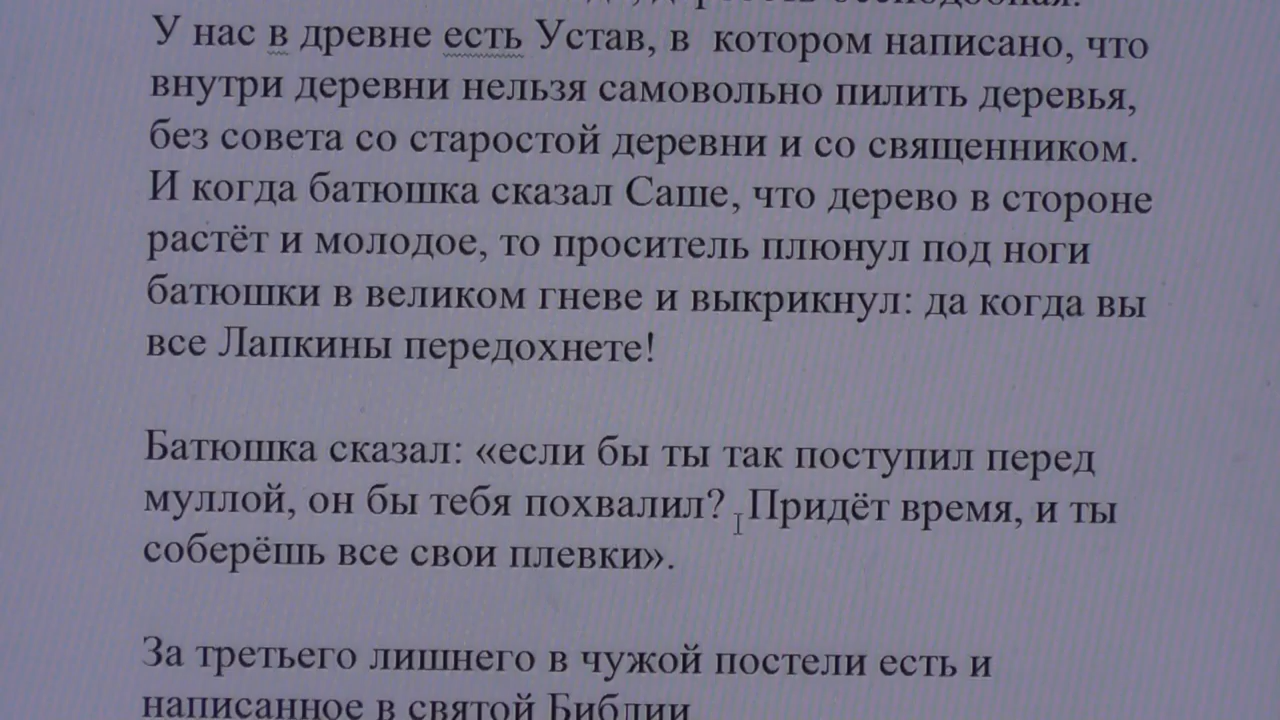 У нас в древне есть Устав, в  котором написано, что
внутри деревни нельзя самовольно пилить деревья,
без совета со старостой деревни и со священником.
И когда батюшка сказал Саше, что дерево в стороне
растёт и молодое, то проситель плюнул под ноги
батюшки в великом гневе и выкрикнул: да когда вы
все Лапкины передохнете!
Батюшка сказал: «если бы ты так поступил перед
муллой, он бы тебя похвалил?  Придёт время, и ты
соберёшь все свои плевки».
За третьего лишнего в чужой постели есть и
написанное в святой Библии